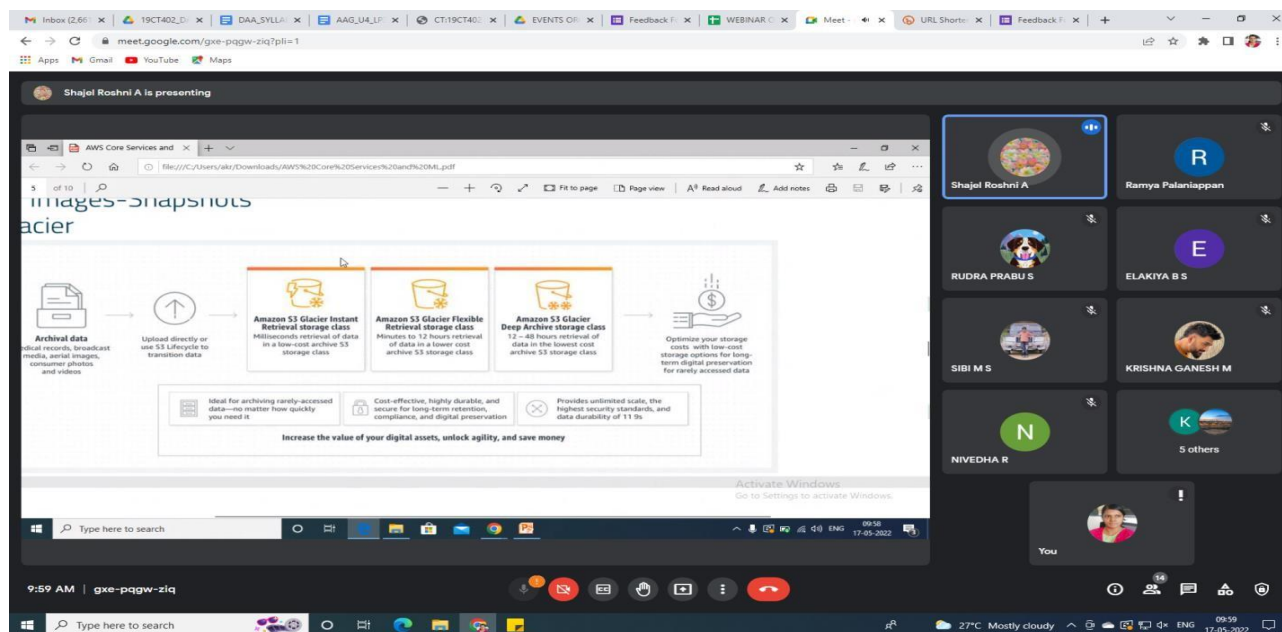 Inbox (2,661
19CT402_D
DAA_SYLLA
AAG_U4_LP
CT:19CT402
EVENTS OR
Feedback F
WEBINAR C
Meet -
URL Shorte
Feedback F
meet.google.com/gxe-pqgw-ziq?pli=1
Apps
Gmail
YouTube
Maps
Shajel Roshni A is presenting
AWS Core Services and
file:///C:/Users/akr/Downloads/AWS%20Core%20Services%20and%20ML.pdf
5 of 10
Fit to page
Page view
Read aloud
Add notes
Images-Snapshots
acier
Archival data
dical records, broadcast
media, aerial images,
consumer photos
and videos
Upload directly or
use S3 Lifecycle to
transition data
Amazon S3 Glacier Instant
Retrieval storage class
Milliseconds retrieval of data
in a low-cost archive S3
storage class
Amazon S3 Glacier Flexible
Retrieval storage class
Minutes to 12 hours retrieval
of data in a lower cost
archive S3 storage class
Amazon S3 Glacier
Deep Archive storage class
12 – 48 hours retrieval of
data in the lowest cost
archive S3 storage class
Optimize your storage
costs with low-cost
storage options for long-
term digital preservation
for rarely accessed data
Ideal for archiving rarely-accessed
data—no matter how quickly
you need it
Cost-effective, highly durable, and
secure for long-term retention,
compliance, and digital preservation
Provides unlimited scale, the
highest security standards, and
data durability of 11 9s
Increase the value of your digital assets, unlock agility, and save money
Activate Windows
Go to Settings to activate Windows.
Type here to search
ENG
09:58
17-05-2022
Shajel Roshni A
R
Ramya Palaniappan
RUDRA PRABU S
E
ELAKIYA B S
SIBI M S
KRISHNA GANESH M
N
NIVEDHA R
K
5 others
You
9:59 AM | gxe-pqgw-ziq
14
Type here to search
27°C Mostly cloudy
ENG
09:59
17-05-2022